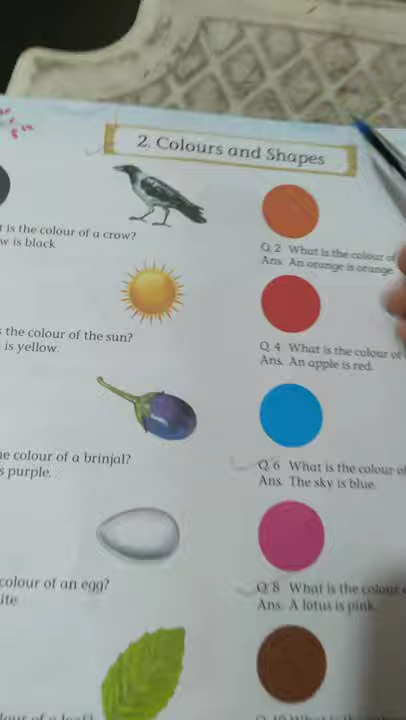 2. Colours and Shapes
is the colour of a crow?
w is black
Q. 2 What is the colour of
Ans. An orange is orange
the colour of the sun?
is yellow.
Q. 4 What is the colour of
Ans. An apple is red.
colour of a brinjal?
s purple.
Q. 6 What is the colour of
Ans. The sky is blue.
colour of an egg?
ite
Q. 8 What is the colour
Ans. A lotus is pink.